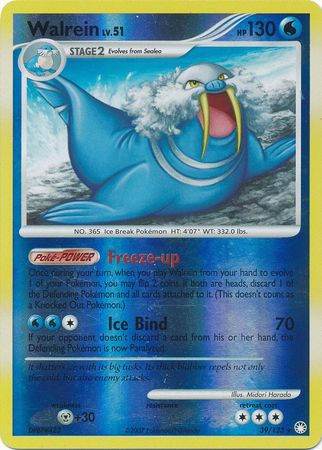 Walrein LV.51
HP 130
STAGE2 Evolves from Sealeo
NO. 365 Ice Break Pokémon HT: 4'07" WT: 332.0 lbs.
Poké-POWER Freeze-up
Once during your turn, when you play Walrein from your hand to evolve
1 of your Pokémon, you may flip 2 coins if both are heads, discard 1 of
the Defending Pokémon and all cards attached to it. (This doesn't count as
a Knocked Out Pokémon.)
Ice Bind 70
If your opponent doesn't discard a card from his or her hand, the
Defending Pokémon is now Paralyzed.
It shatters ice with its big tusks. Its thick blubber repels not only
the cold, but also enemy attacks.
Illus. Midori Harada
weakness resistance retreat cost
+30
©2007 Pokémon/Nintendo
39/123